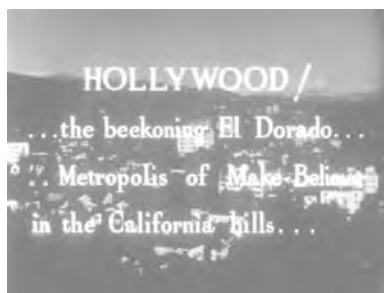 HOLLYWOOD!
...the beckoning El Dorado...
...Metropolis of Make-Believe
in the California hills...